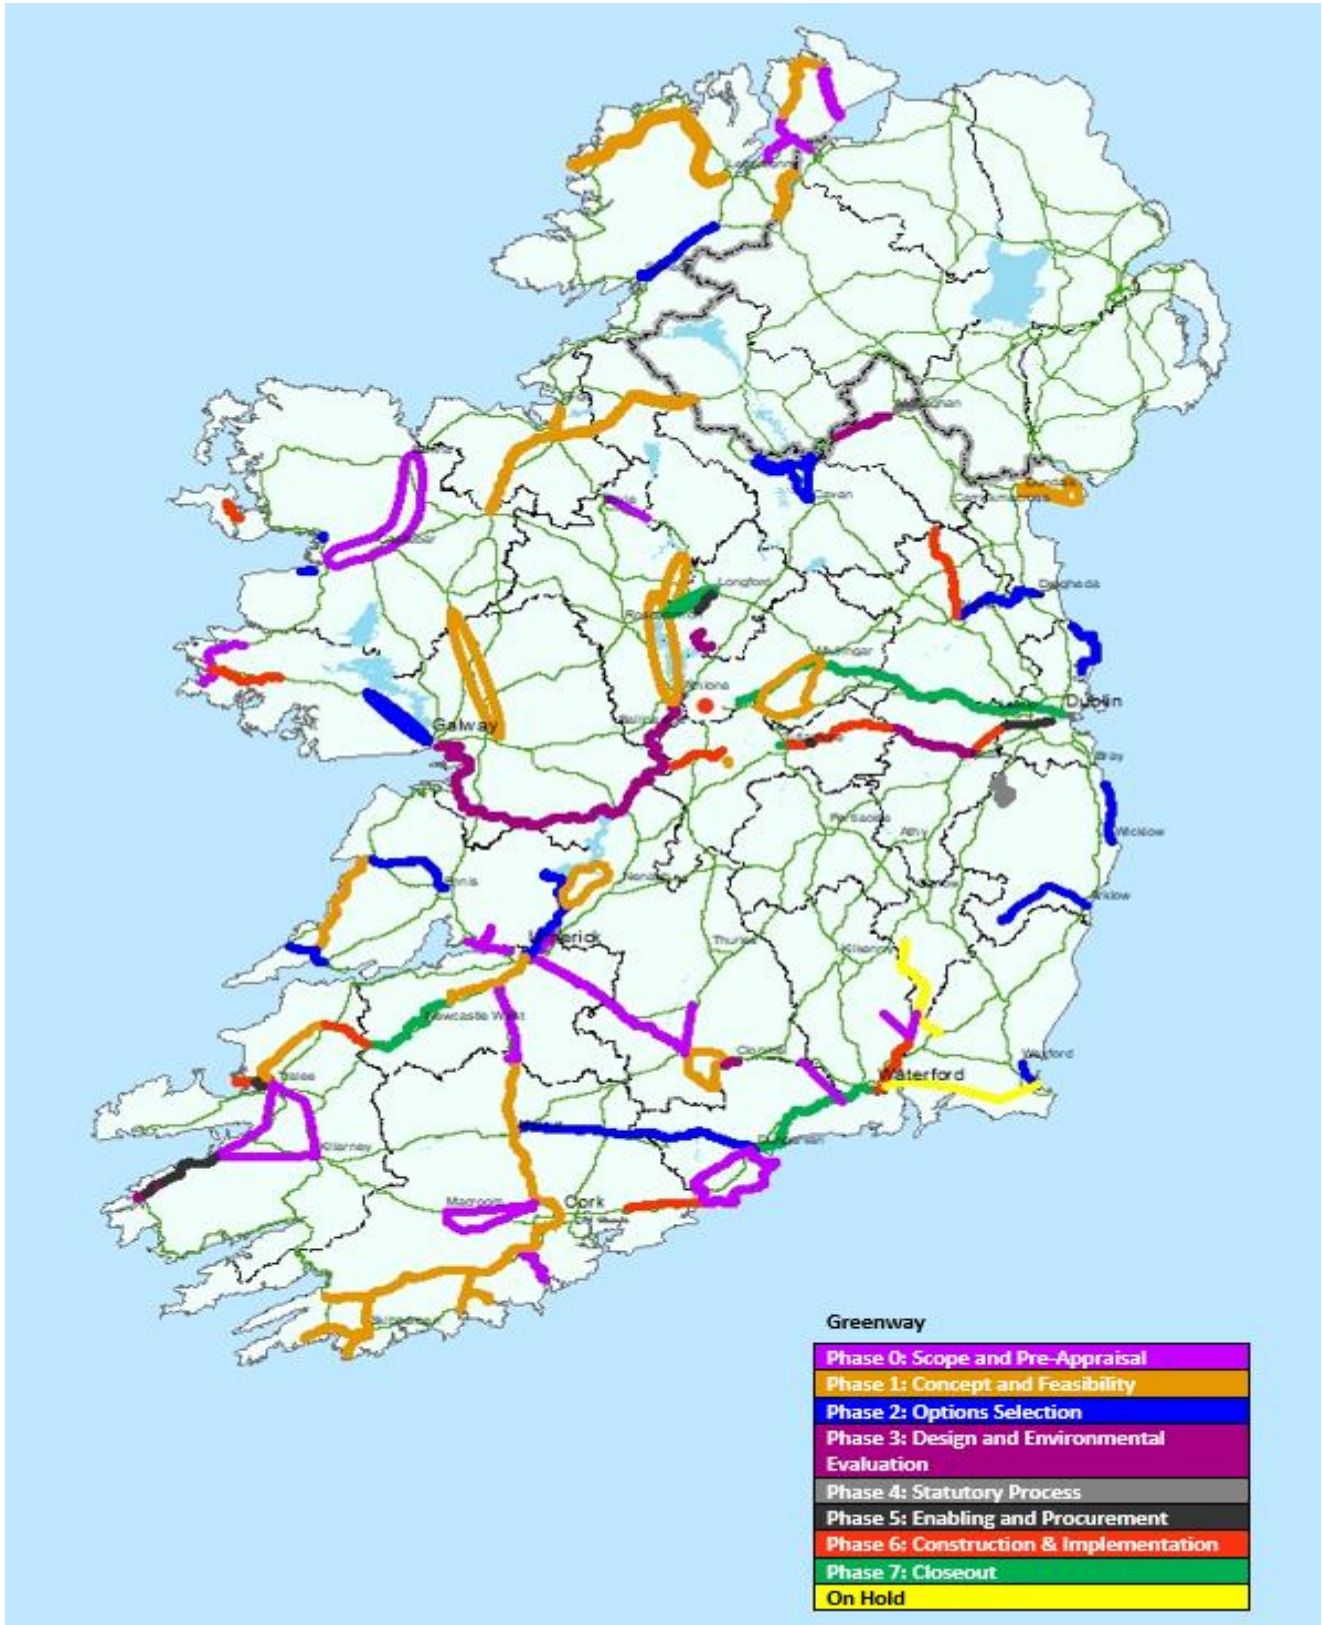 Longford
Mullingar
Athlone
Dublin
Galway
Bray
Athy
Wicklow
Ennis
Nenagh
Arklow
Limerick
Thurles
Kilkenny
Newcastle West
Clonmel
Wexford
Waterford
Tralee
Killarney
Dungarvan
Macroom
Cork
Drogheda
Cavan
Greenway
Phase 0: Scope and Pre-Appraisal
Phase 1: Concept and Feasibility
Phase 2: Options Selection
Phase 3: Design and Environmental
Evaluation
Phase 4: Statutory Process
Phase 5: Enabling and Procurement
Phase 6: Construction & Implementation
Phase 7: Closeout
On Hold